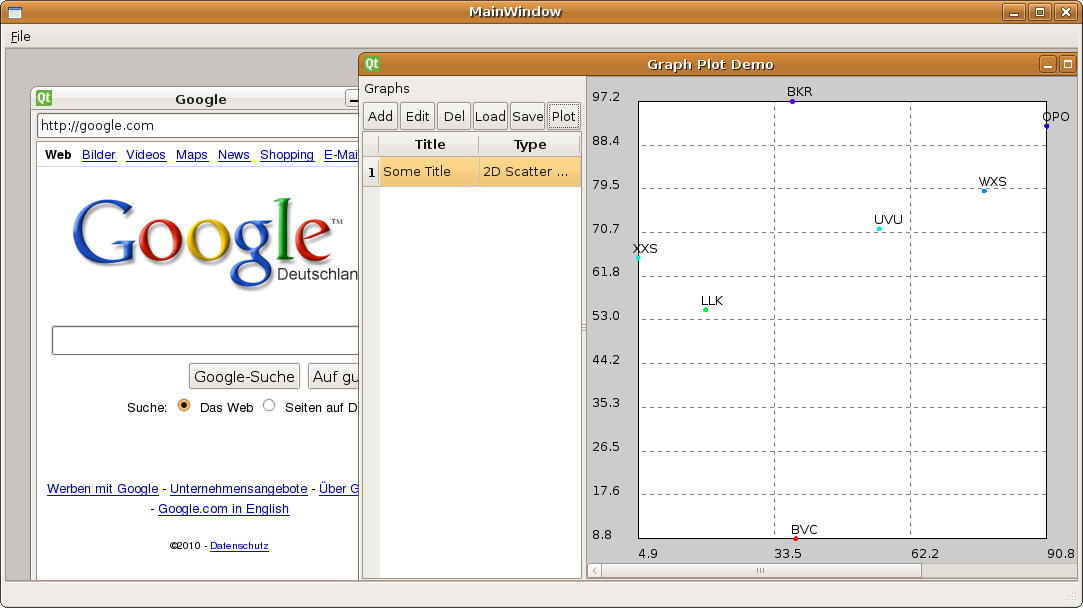 MainWindow
File
Qt Google
http://google.com
Web Bilder Videos Maps News Shopping E-Mai
Google™
Deutschlan
Google-Suche Auf gu
Suche: Das Web Seiten auf D
Werben mit Google - Unternehmensangebote - Über G
- Google.com in English
©2010 - Datenschutz
Qt Graph Plot Demo
Graphs
Add Edit Del Load Save Plot
Title Type
1 Some Title 2D Scatter ...
97.2
88.4
79.5
70.7
61.8
53.0
44.2
35.3
26.5
17.6
8.8
BKR
OPO
WXS
UVU
XXS
LLK
BVC
4.9 33.5 62.2 90.8